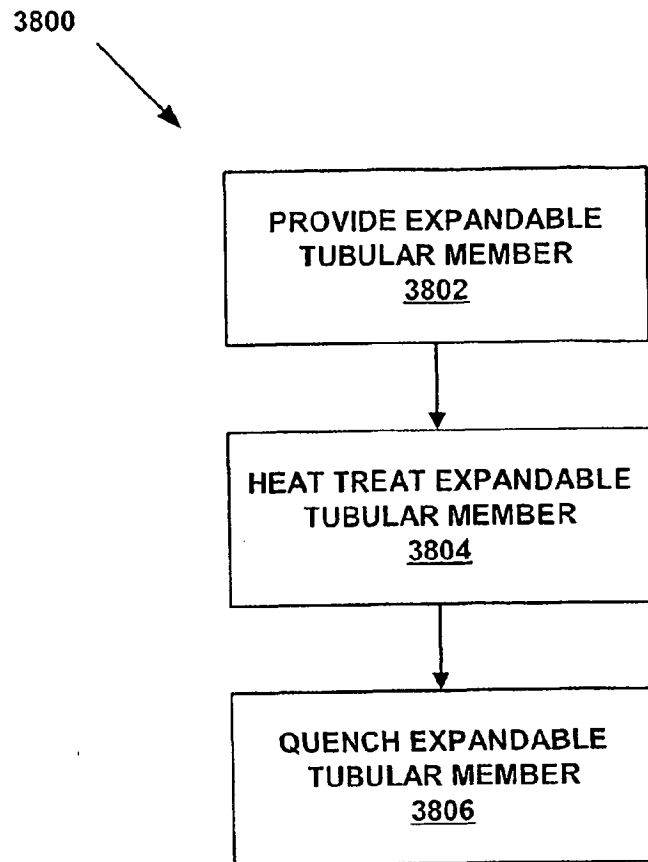 3800
PROVIDE EXPANDABLE
TUBULAR MEMBER
3802
HEAT TREAT EXPANDABLE
TUBULAR MEMBER
3804
QUENCH EXPANDABLE
TUBULAR MEMBER
3806